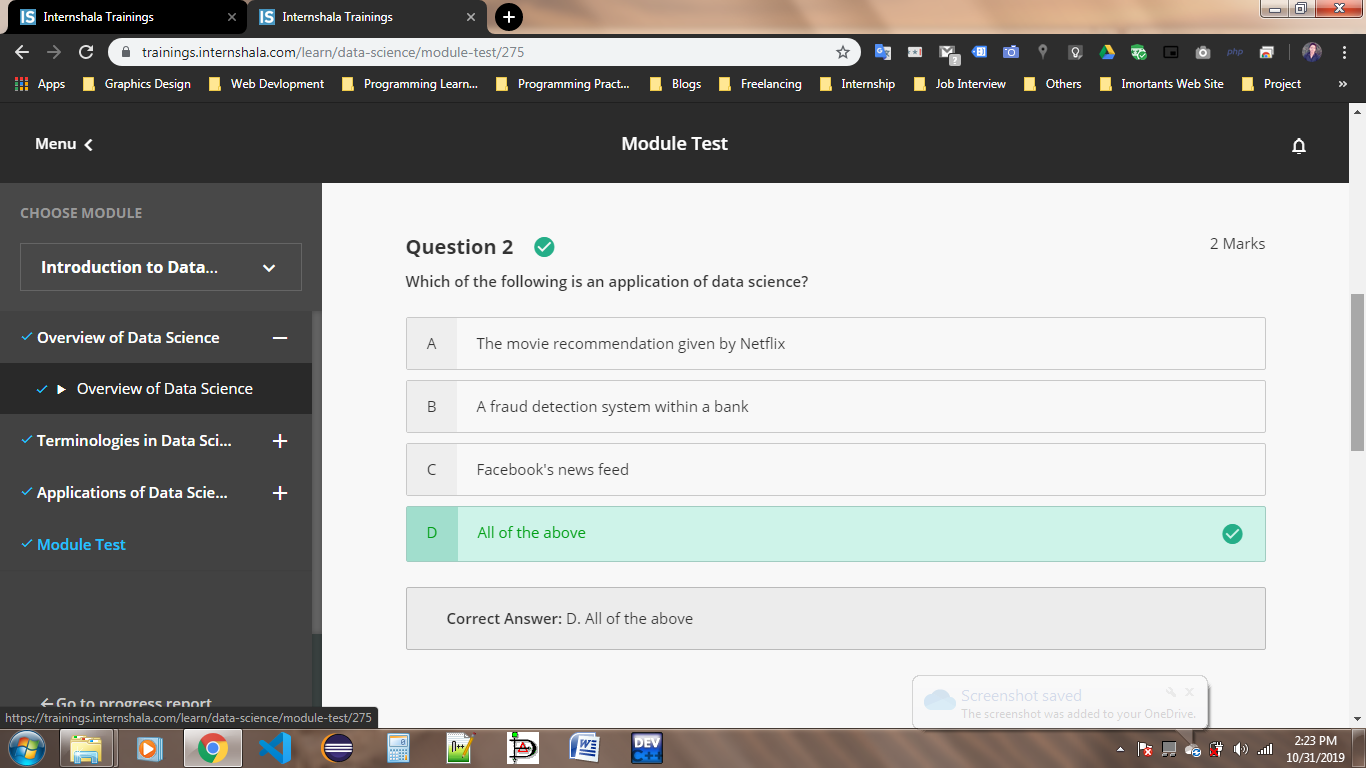 Internshala Trainings
Internshala Trainings
trainings.internshala.com/learn/data-science/module-test/275
Apps Graphics Design Web Devlopment Programming Learn... Programming Pract... Blogs Freelancing Internship Job Interview Others Imortants Web Site Project »
Menu
Module Test
CHOOSE MODULE
Introduction to Data...
Overview of Data Science
Overview of Data Science
Terminologies in Data Sci...
Applications of Data Scie...
Module Test
Go to progress report
https://trainings.internshala.com/learn/data-science/module-test/275
Question 2
2 Marks
Which of the following is an application of data science?
A The movie recommendation given by Netflix
B A fraud detection system within a bank
C Facebook's news feed
D All of the above
Correct Answer: D. All of the above
Screenshot saved
The screenshot was added to your OneDrive.
2:23 PM
10/31/2019